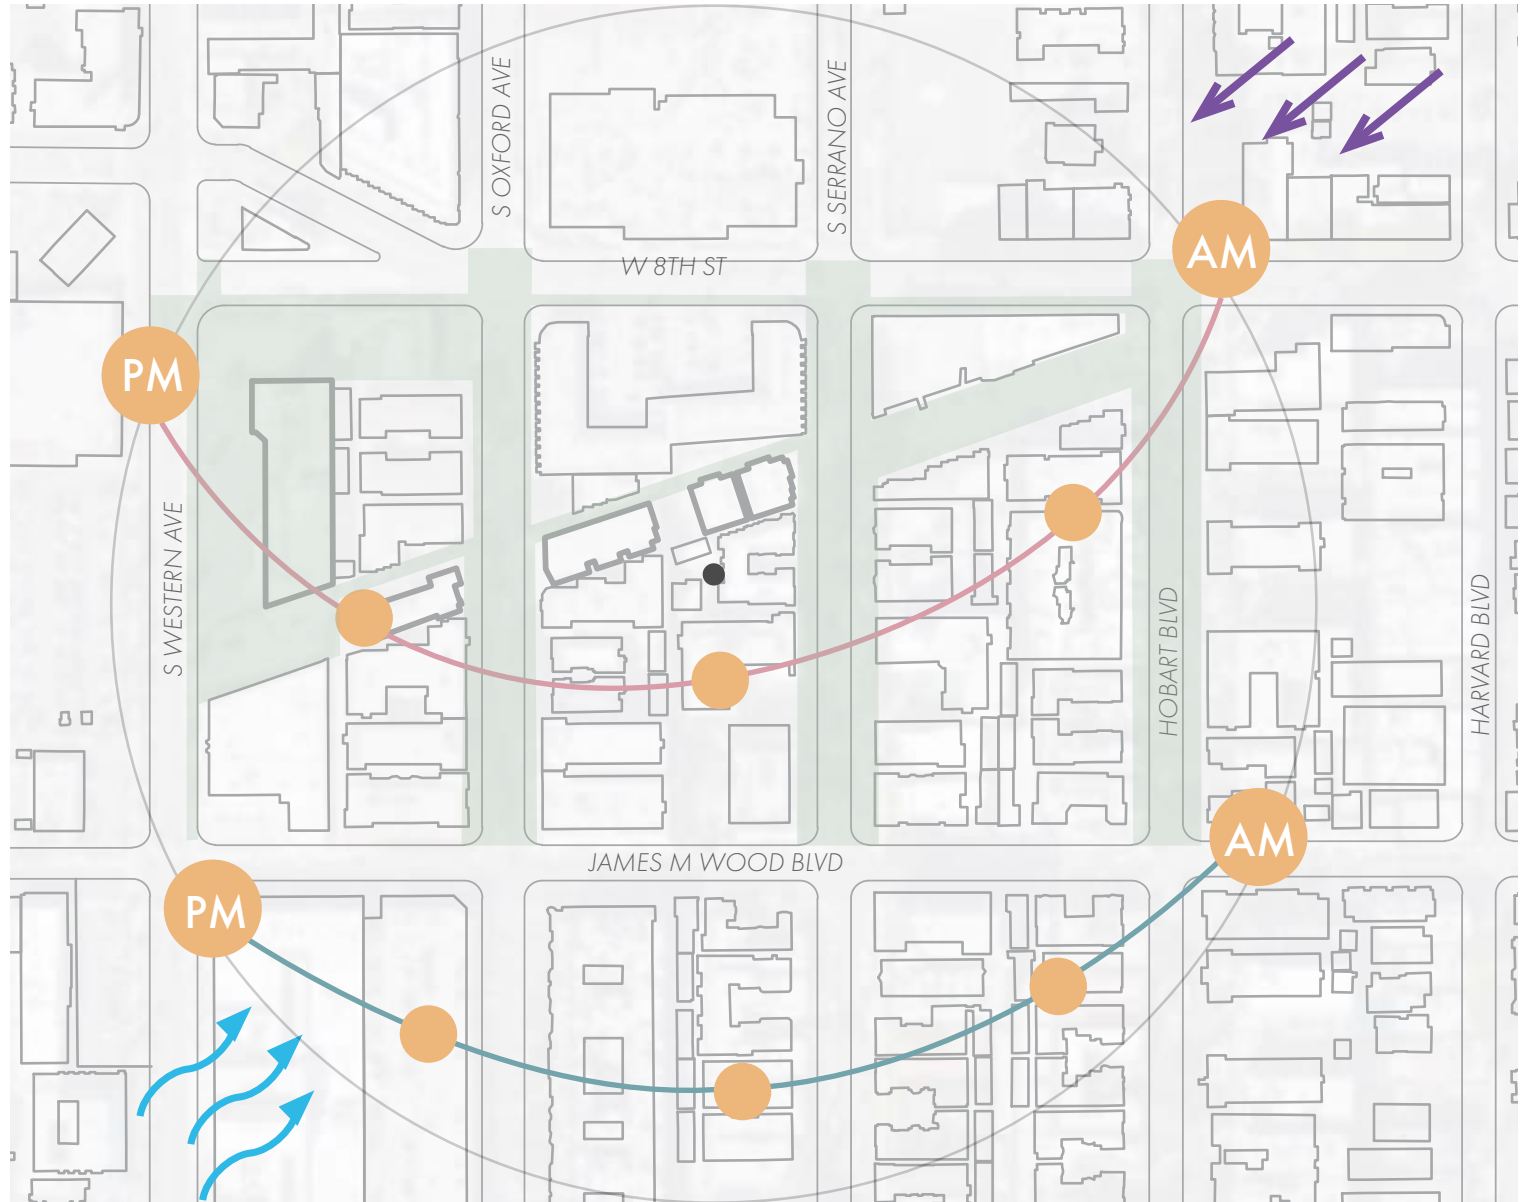 S OXFORD AVE
S SERRANO AVE
AM
W 8TH ST
PM
S WESTERN AVE
HOBART BLVD
HARVARD BLVD
AM
JAMES M WOOD BLVD
PM